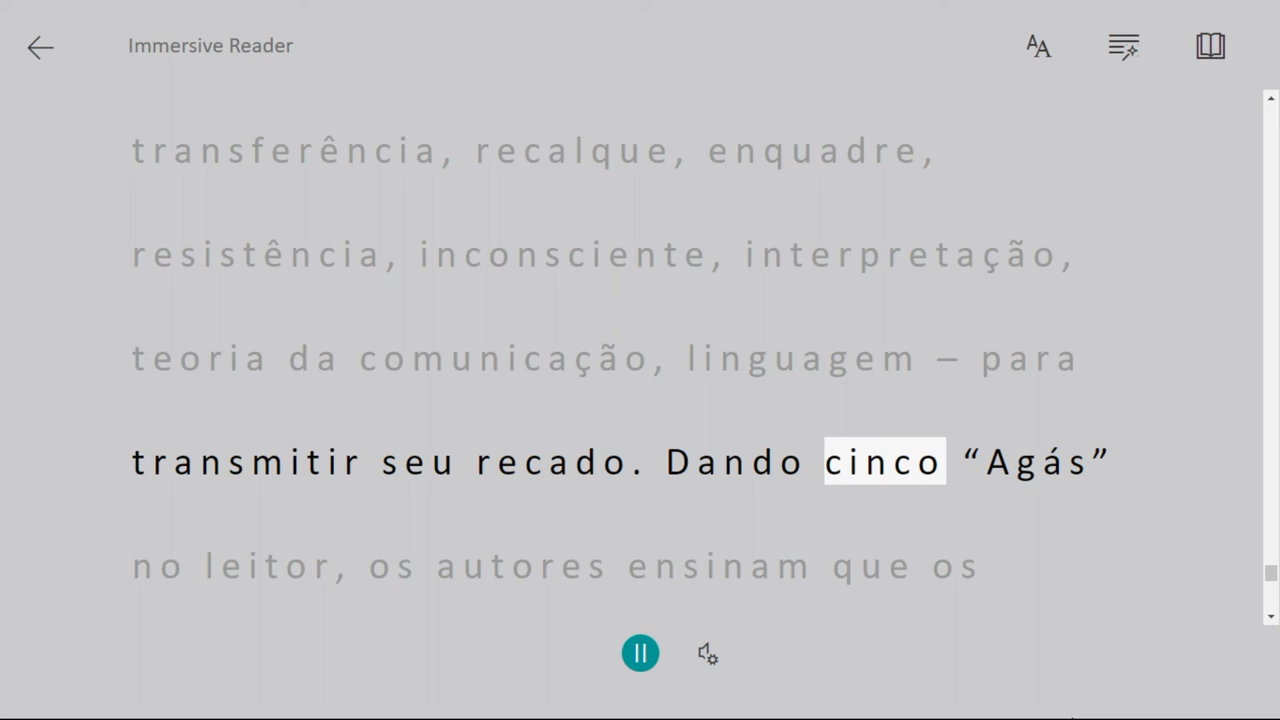 Immersive Reader
transferência, recalque, enquadre,
resistência, inconsciente, interpretação,
teoria da comunicação, linguagem – para
transmitir seu recado. Dando cinco “Agás”
no leitor, os autores ensinam que os